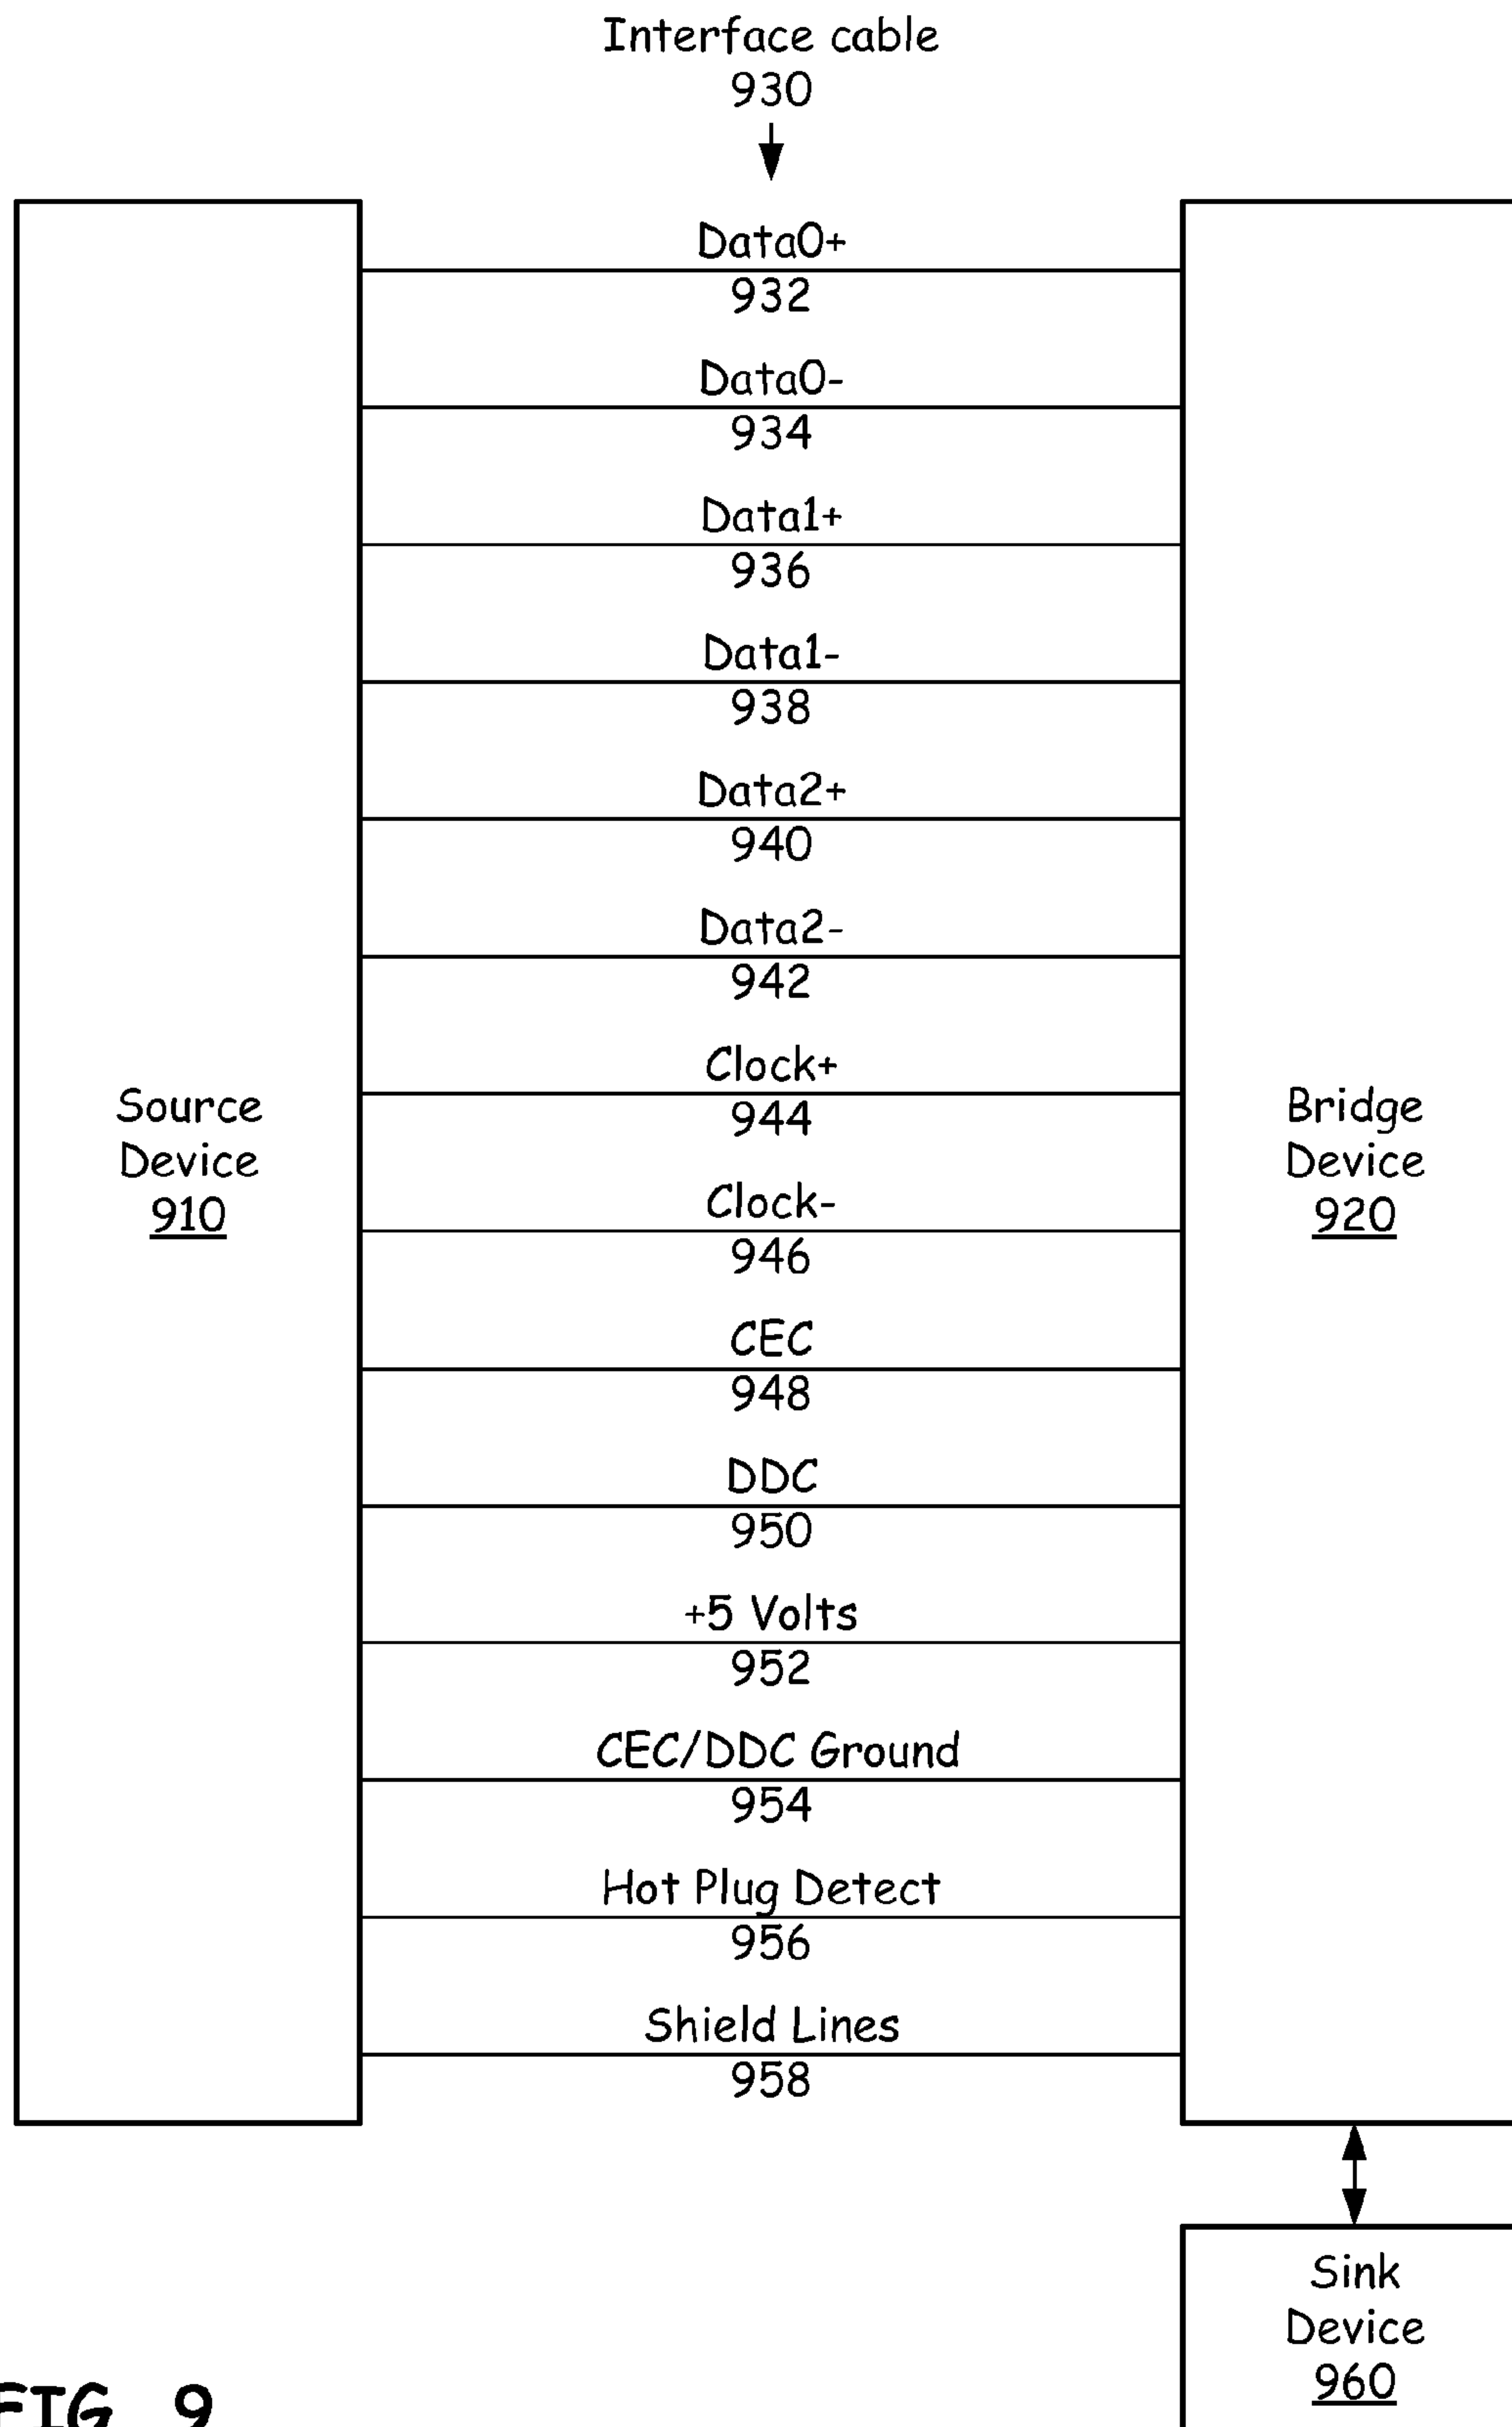 Interface cable
930
Data0+
932
Data0-
934
Data1+
936
Data1-
938
Data2+
940
Data2-
942
Clock+
944
Source
Device
910
Bridge
Device
920
Clock-
946
CEC
948
DDC
950
+5 Volts
952
CEC/DDC Ground
954
Hot Plug Detect
956
Shield Lines
958
Sink
Device
960
FIG. 9